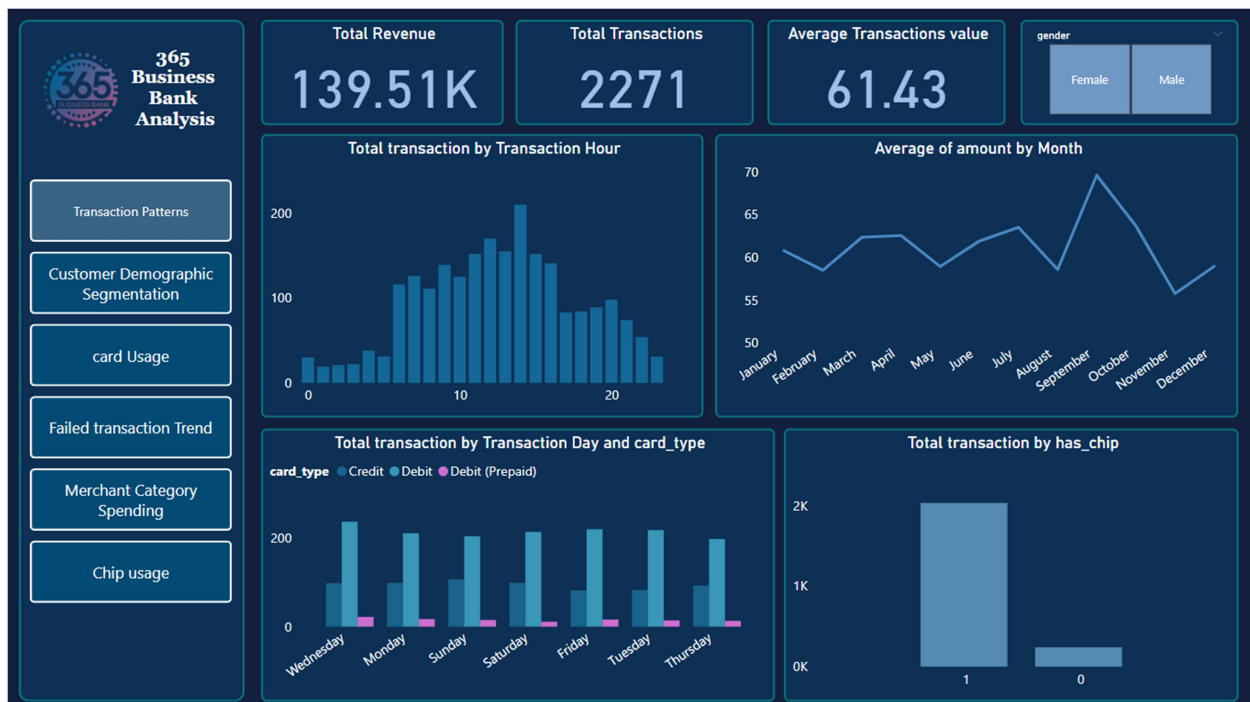 365
Business
Bank
Analysis
365
BUSINESS BANK
Transaction Patterns
Customer Demographic
Segmentation
card Usage
Failed transaction Trend
Merchant Category
Spending
Chip usage
Total Revenue
139.51K
Total Transactions
2271
Average Transactions value
61.43
gender
Female
Male
Total transaction by Transaction Hour
200
100
0
0
10
20
Average of amount by Month
70
65
60
55
50
January
February
March
April
May
June
July
August
September
October
November
December
Total transaction by Transaction Day and card_type
card_type Credit Debit Debit (Prepaid)
200
0
Wednesday
Monday
Sunday
Saturday
Friday
Tuesday
Thursday
Total transaction by has_chip
2K
1K
0K
1
0